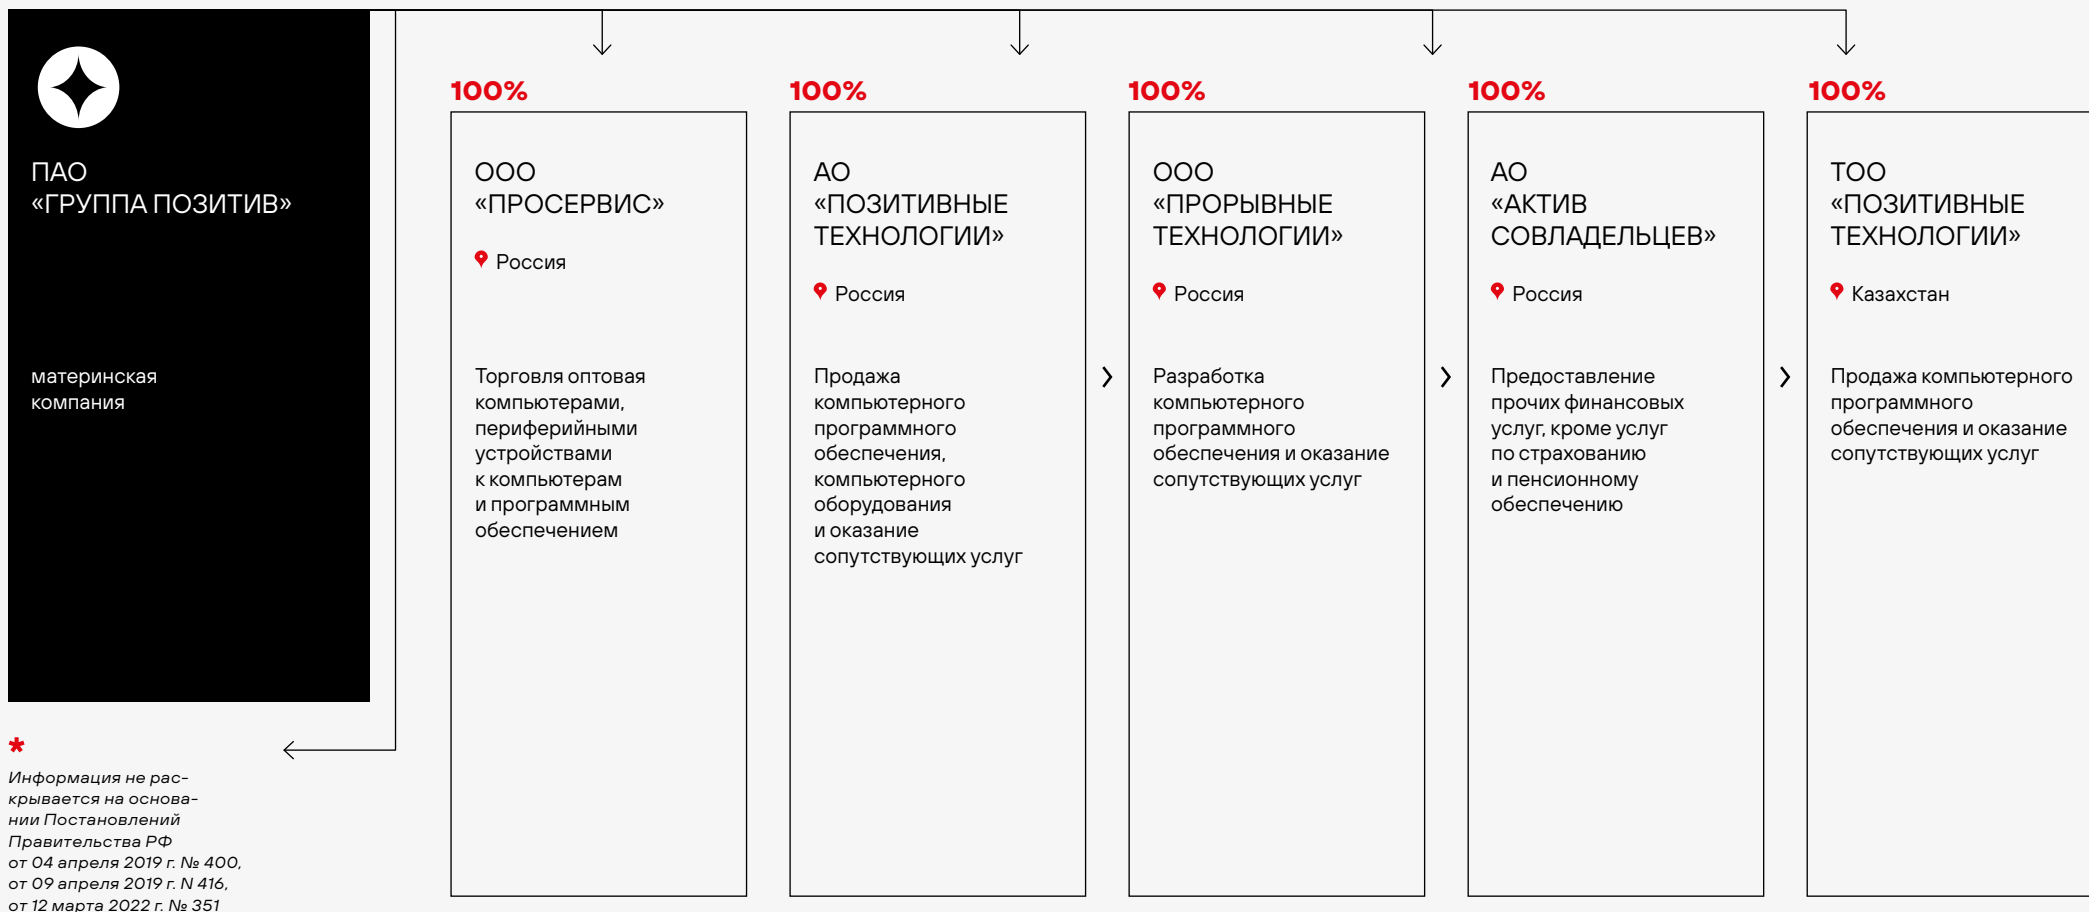 ПАО
«ГРУППА ПОЗИТИВ»
материнская
компания
*
Информация не рас-
крывается на основа-
нии Постановлений
Правительства РФ
от 04 апреля 2019 г. № 400,
от 09 апреля 2019 г. N 416,
от 12 марта 2022 г. № 351
100%
ООО
«ПРОСЕРВИС»
Россия
Торговля оптовая
компьютерами,
периферийными
устройствами
к компьютерам
и программным
обеспечением
100%
АО
«ПОЗИТИВНЫЕ
ТЕХНОЛОГИИ»
Россия
Продажа
компьютерного
программного
обеспечения,
компьютерного
оборудования
и оказание
сопутствующих услуг
100%
ООО
«ПРОРЫВНЫЕ
ТЕХНОЛОГИИ»
Россия
Разработка
компьютерного
программного
обеспечения и оказание
сопутствующих услуг
100%
АО
«АКТИВ
СОВЛАДЕЛЬЦЕВ»
Россия
Предоставление
прочих финансовых
услуг, кроме услуг
по страхованию
и пенсионному
обеспечению
100%
ТОО
«ПОЗИТИВНЫЕ
ТЕХНОЛОГИИ»
Казахстан
Продажа компьютерного
программного
обеспечения и оказание
сопутствующих услуг